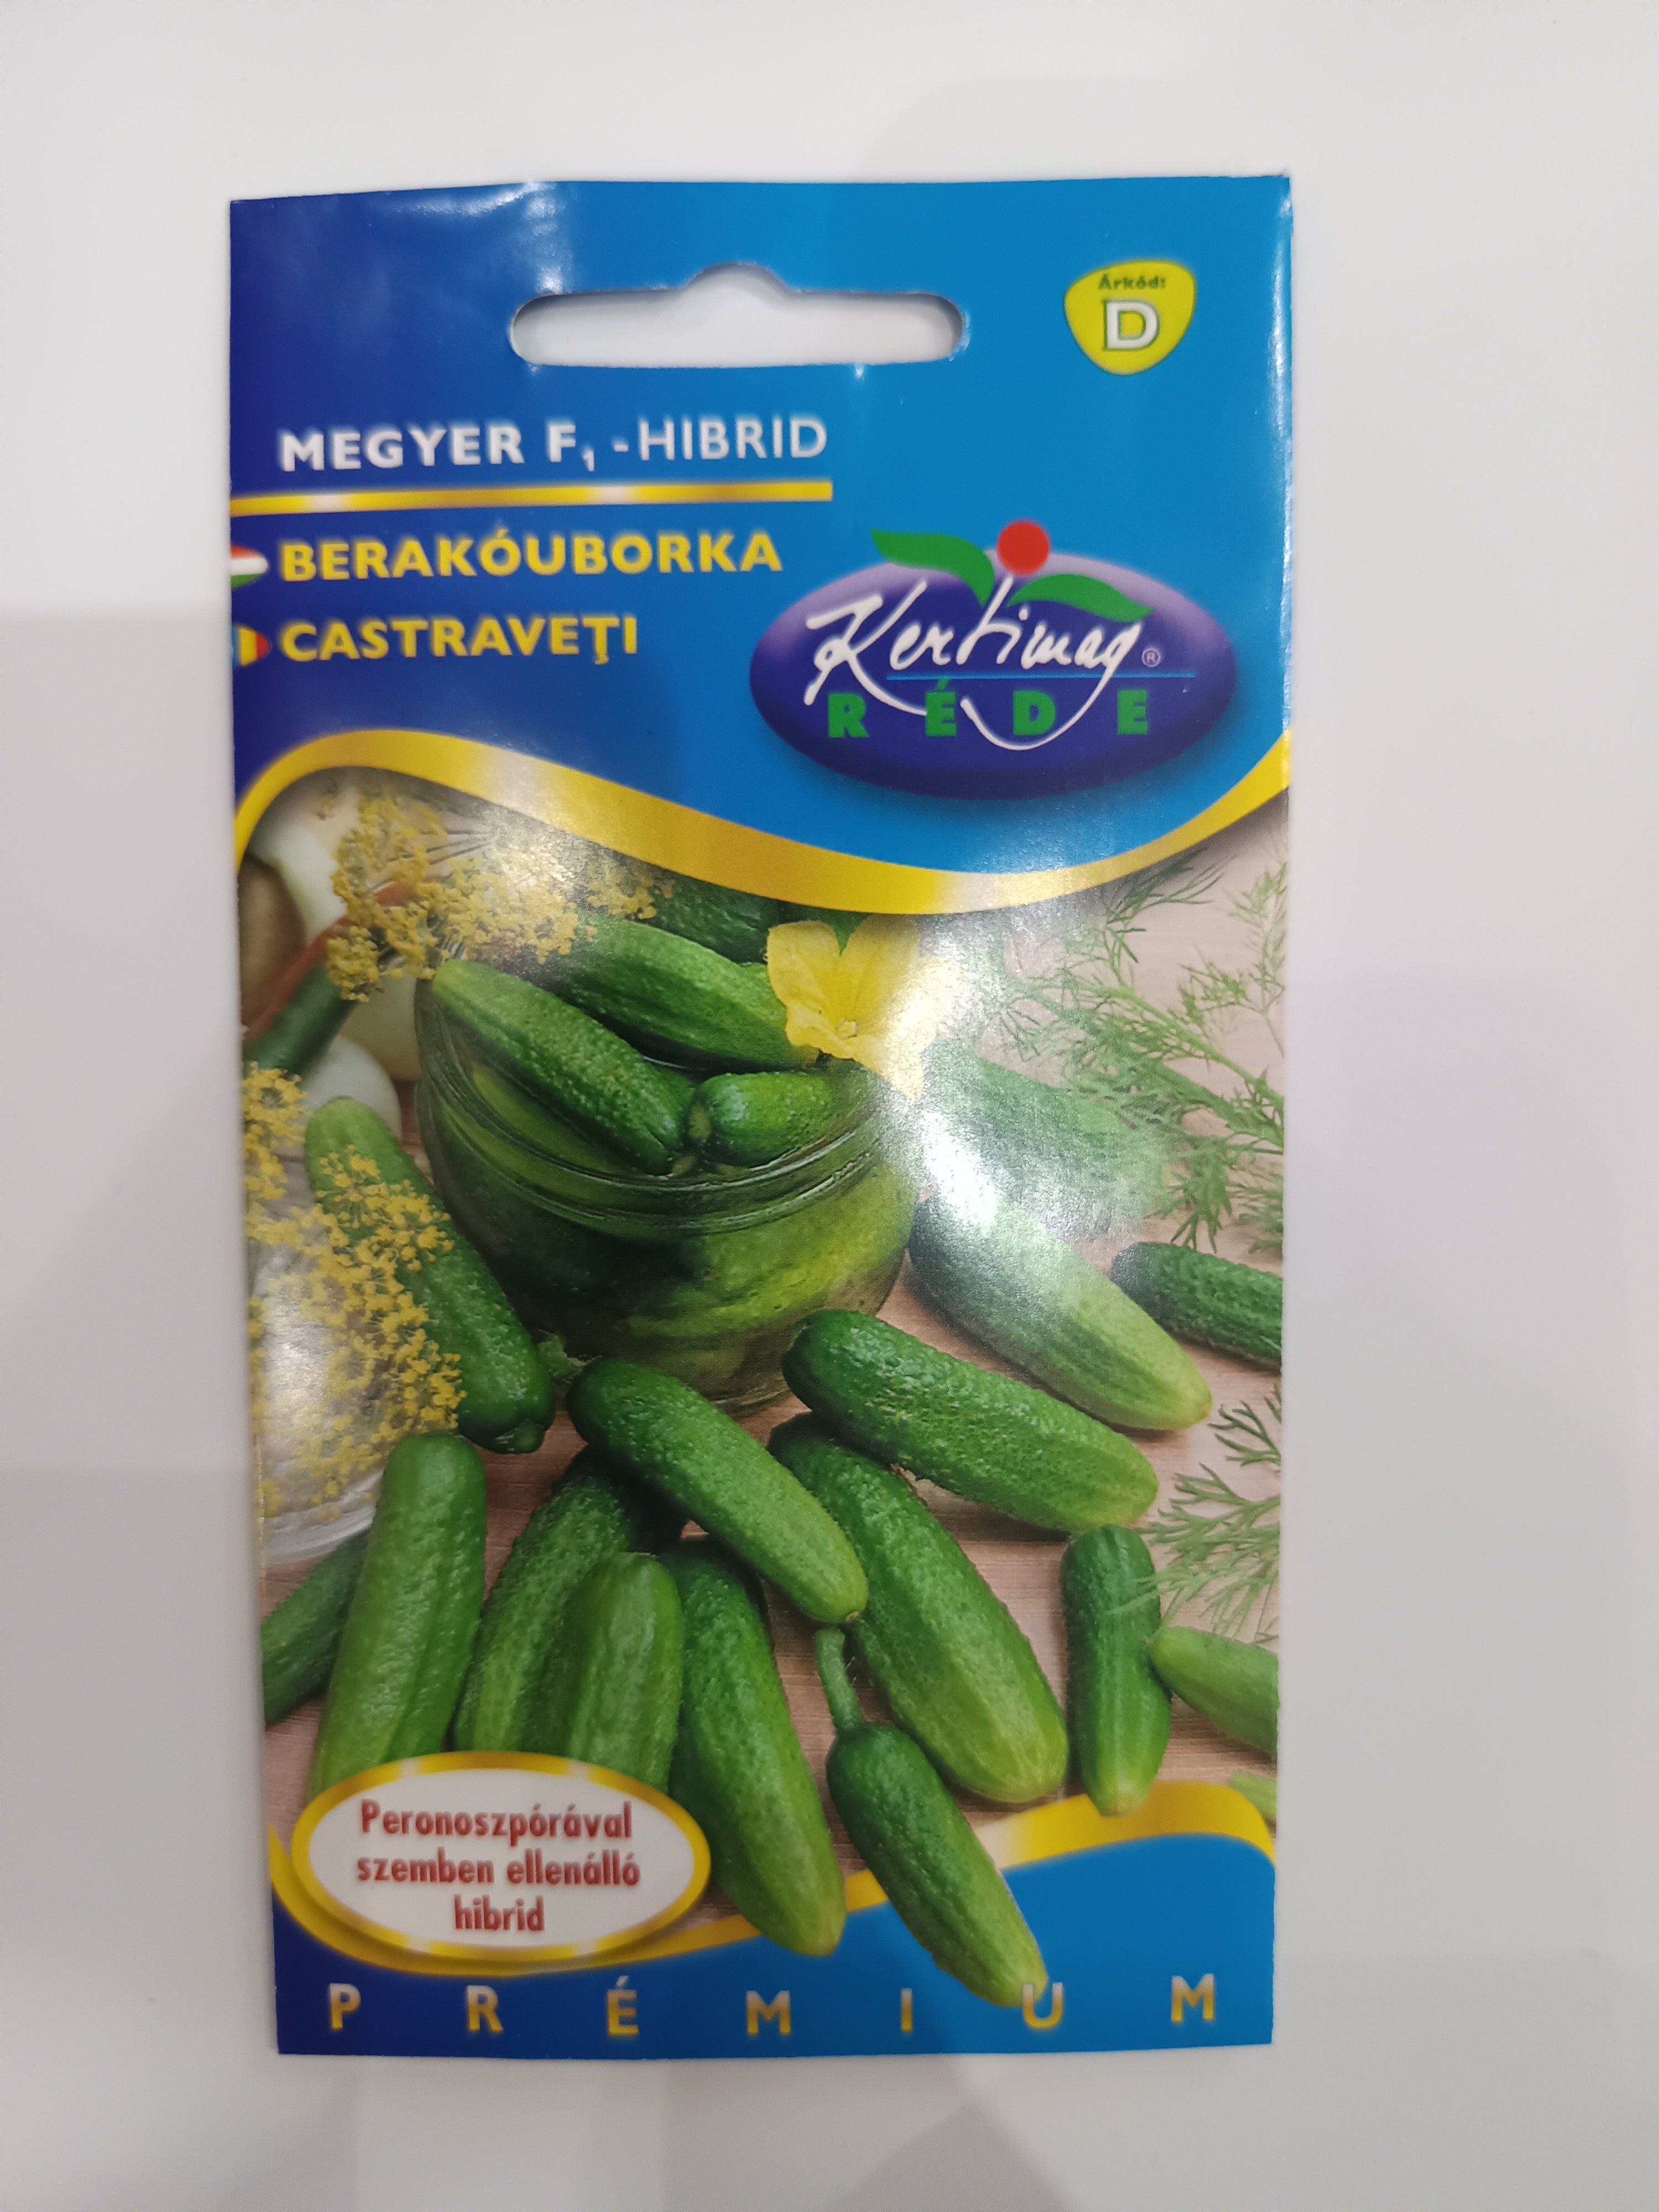 Árkód:
D
MEGYER F1-HIBRID
BERAKÓUBORKA
CASTRAVEŢI
Kertimag®
RÉDE
Peronoszpórával
szemben ellenálló
hibrid
PRÉMIUM